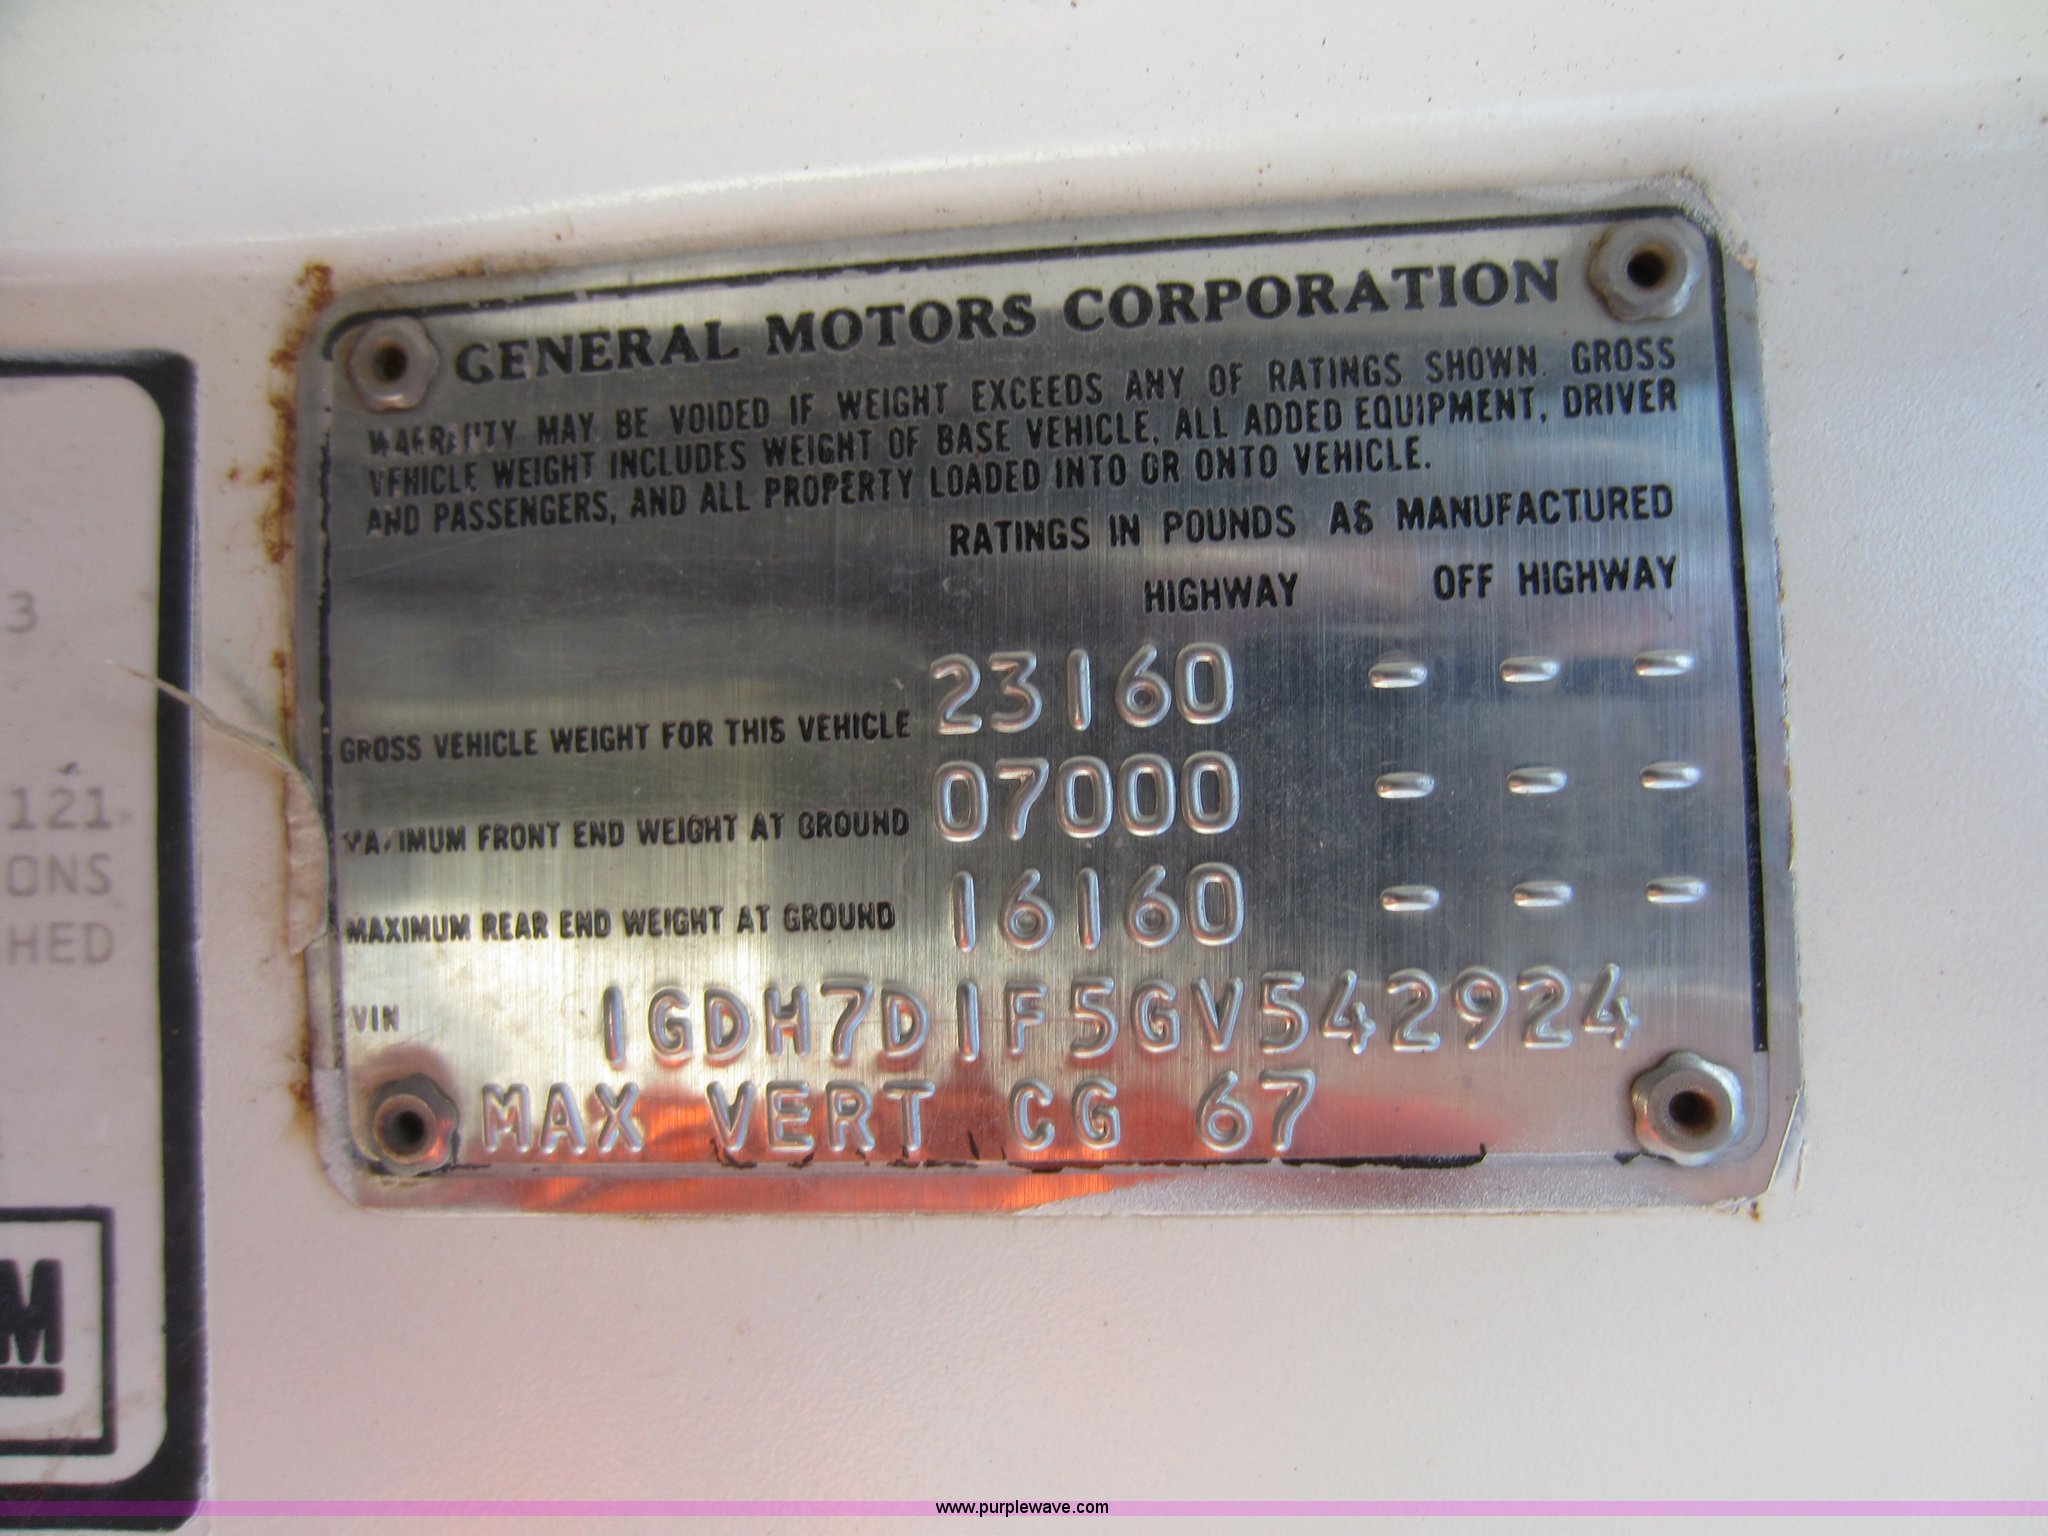 GENERAL MOTORS CORPORATION
WARRANTY MAY BE VOIDED IF WEIGHT EXCEEDS ANY OF RATINGS SHOWN. GROSS
VEHICLE WEIGHT INCLUDES WEIGHT OF BASE VEHICLE, ALL ADDED EQUIPMENT, DRIVER
AND PASSENGERS, AND ALL PROPERTY LOADED INTO OR ONTO VEHICLE.
RATINGS IN POUNDS AS MANUFACTURED
HIGHWAY OFF HIGHWAY
GROSS VEHICLE WEIGHT FOR THIS VEHICLE 23160 - - -
MAXIMUM FRONT END WEIGHT AT GROUND 07000 - - -
MAXIMUM REAR END WEIGHT AT GROUND 16160 - - -
VIN 1GDH7D1F5GV542924
MAX VERT CG 67
3
121
ONS
HED
M
www.purplewave.com